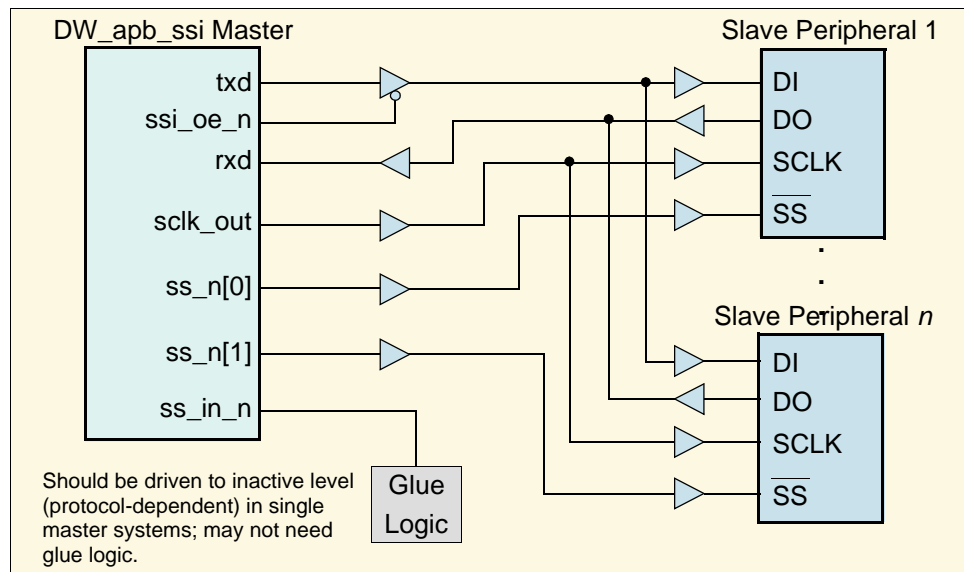 DW_apb_ssi Master
txd
ssi_oe_n
rxd
sclk_out
ss_n[0]
ss_n[1]
ss_in_n
Should be driven to inactive level
(protocol-dependent) in single
master systems; may not need
glue logic.
Glue
Logic
Slave Peripheral 1
DI
DO
SCLK
SS
Slave Peripheral n
DI
DO
SCLK
SS